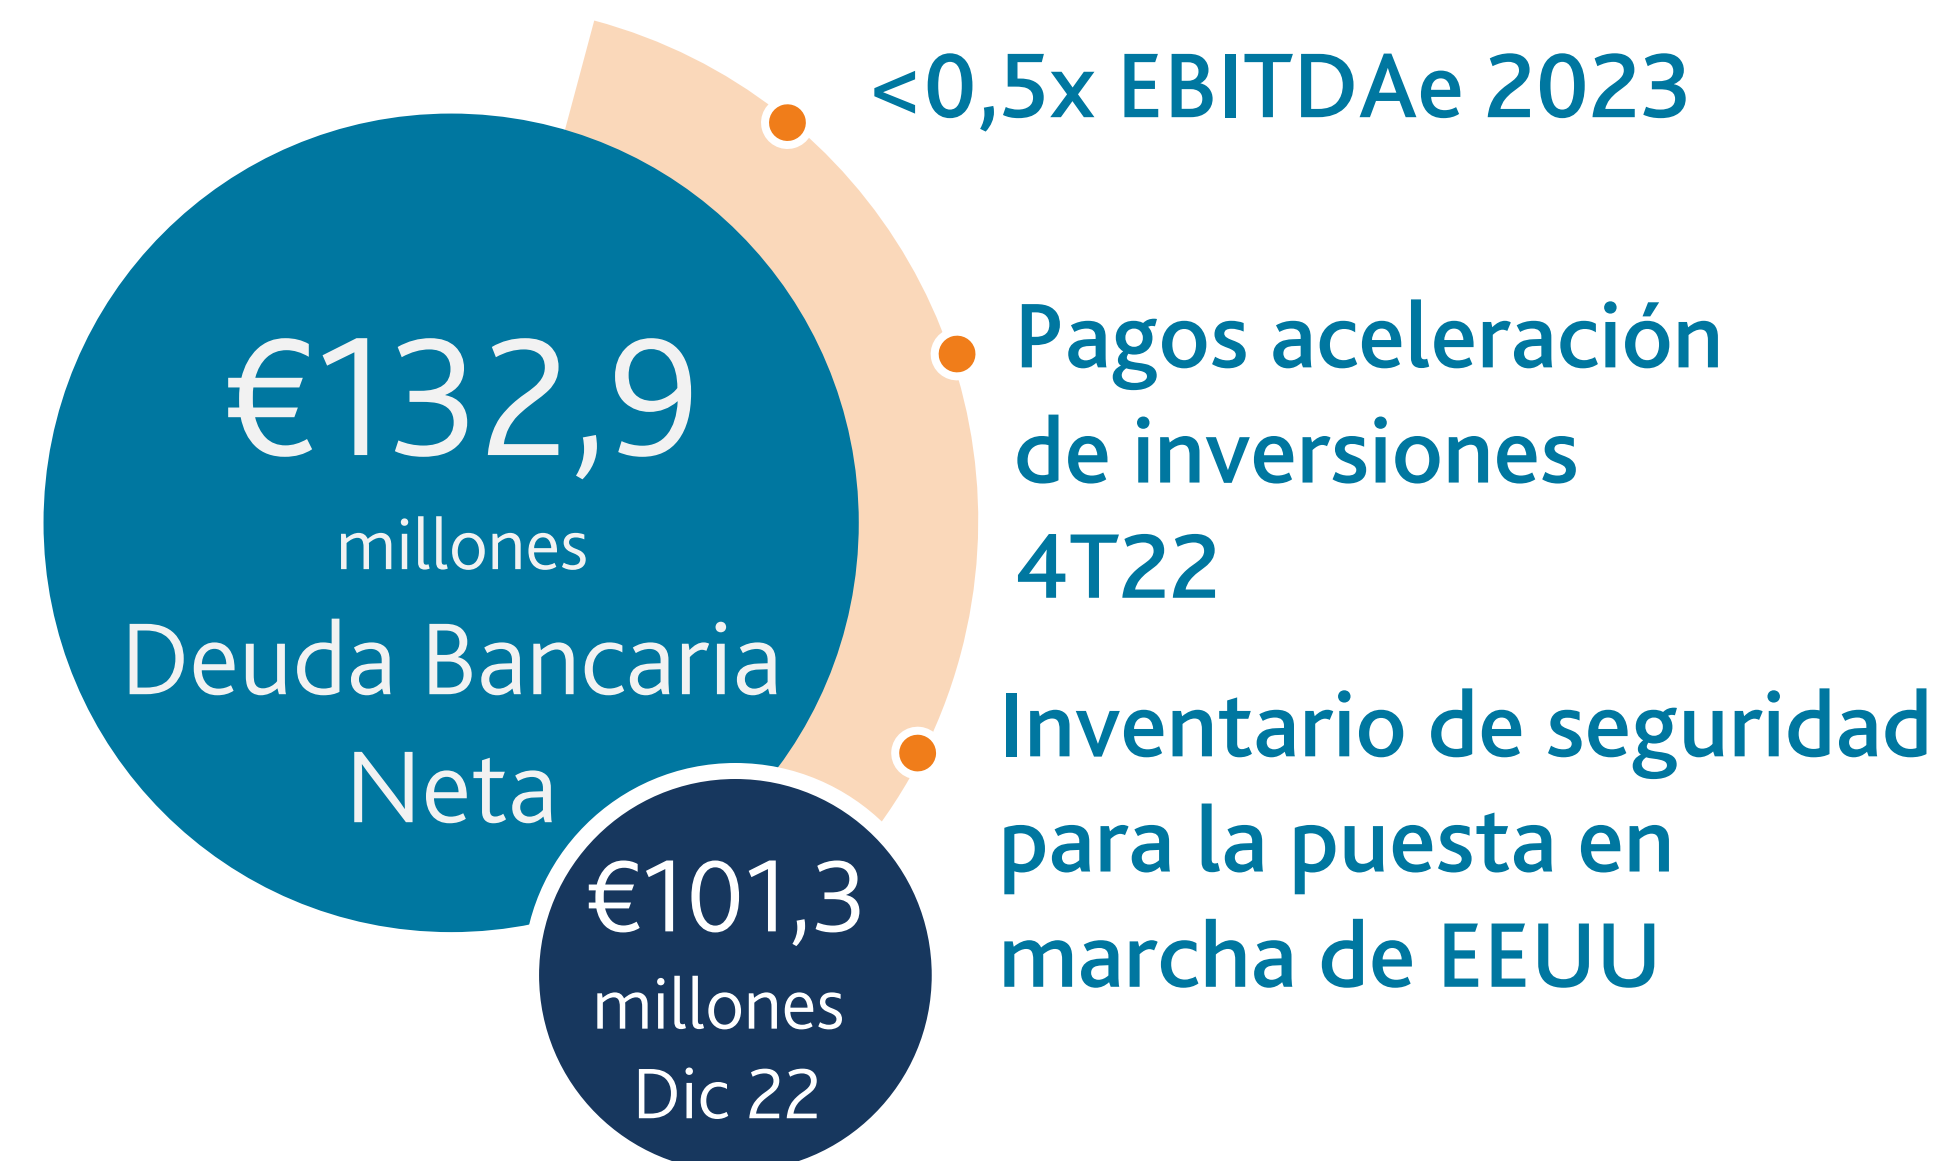 €132,9
millones
Deuda Bancaria
Neta
€101,3
millones
Dic 22
<0,5x EBITDAe 2023
Pagos aceleración
de inversiones
4T22
Inventario de seguridad
para la puesta en
marcha de EEUU